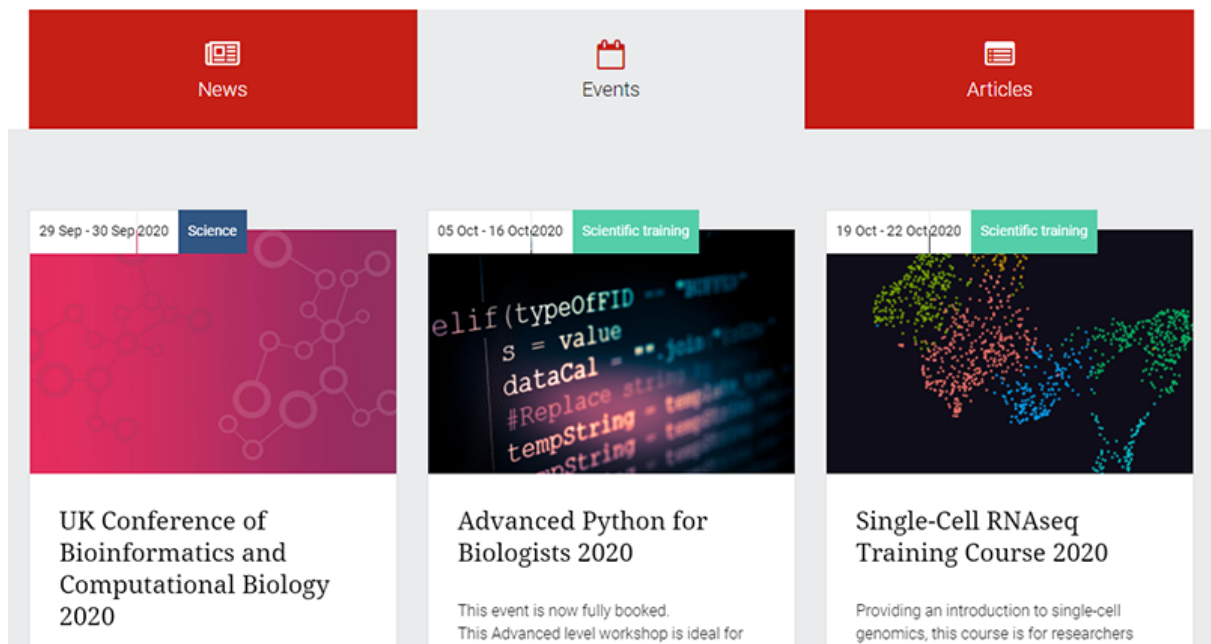 News
Events
Articles
29 Sep - 30 Sep 2020
Science
05 Oct - 16 Oct 2020
Scientific training
19 Oct - 22 Oct 2020
Scientific training
elif(typeOfFID
s = value
dataCal = "".join
#Replace string
tempString = 
tempString = 
UK Conference of
Bioinformatics and
Computational Biology
2020
Advanced Python for
Biologists 2020
This event is now fully booked.
This Advanced level workshop is ideal for
Single-Cell RNAseq
Training Course 2020
Providing an introduction to single-cell
genomics, this course is for researchers